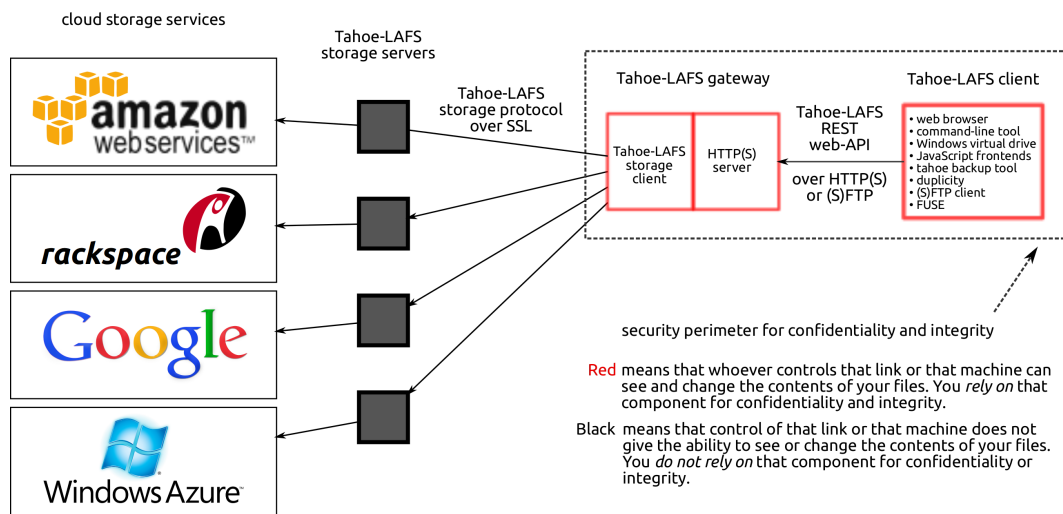 cloud storage services
amazon
webservices™
rackspace
Google
Windows Azure™
Tahoe-LAFS
storage servers
Tahoe-LAFS
storage protocol
over SSL
Tahoe-LAFS gateway
Tahoe-LAFS
storage
client
HTTP(S)
server
Tahoe-LAFS
REST
web-API
over HTTP(S)
or (S)FTP
Tahoe-LAFS client
• web browser
• command-line tool
• Windows virtual drive
• JavaScript frontends
• tahoe backup tool
• duplicity
• (S)FTP client
• FUSE
security perimeter for confidentiality and integrity
Red means that whoever controls that link or that machine can
see and change the contents of your files. You rely on that
component for confidentiality and integrity.
Black means that control of that link or that machine does not
give the ability to see or change the contents of your files.
You do not rely on that component for confidentiality or
integrity.